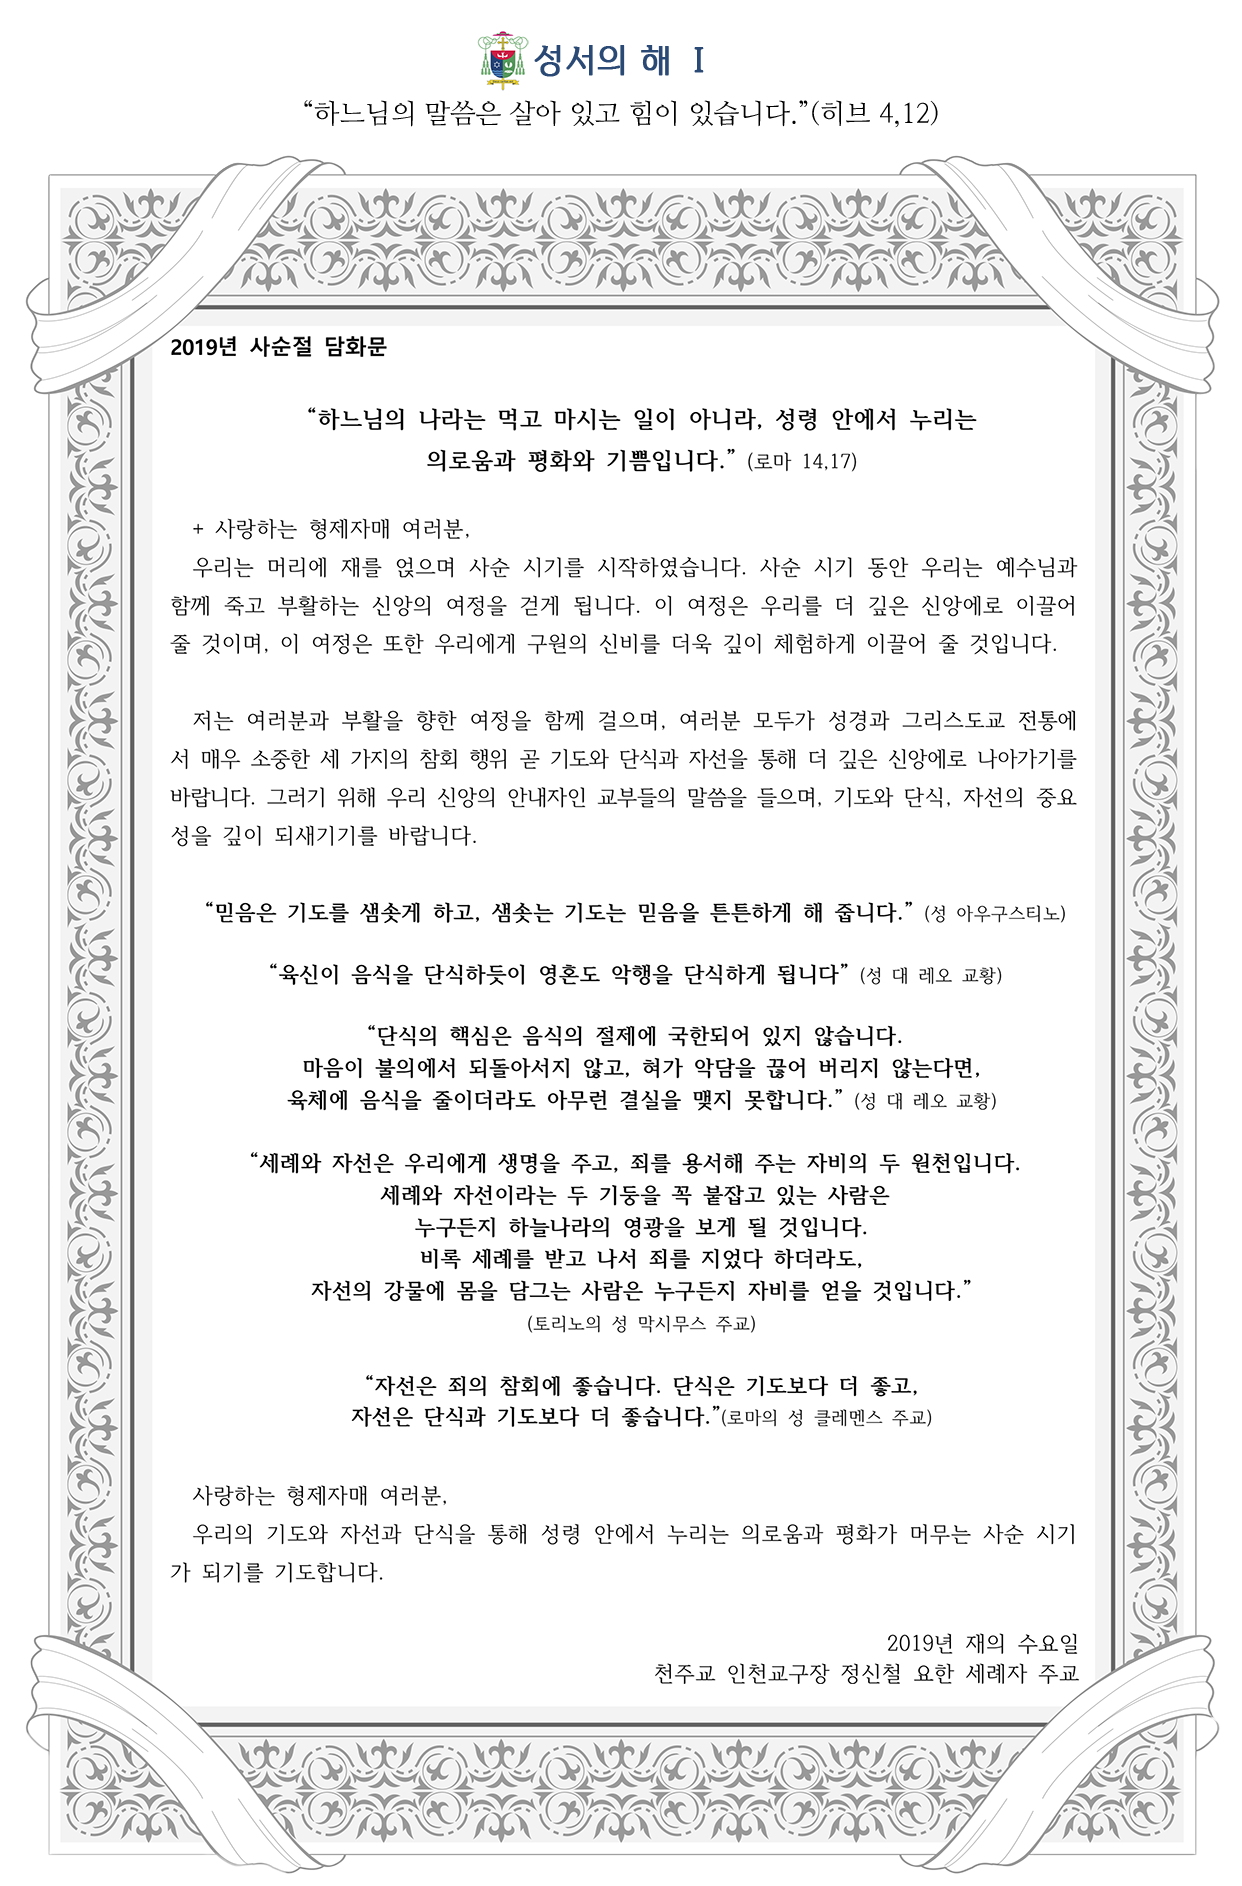 성서의 해 Ⅰ
“하느님의 말씀은 살아 있고 힘이 있습니다.”(히브 4,12)
2019년 사순절 담화문
“하느님의 나라는 먹고 마시는 일이 아니라, 성령 안에서 누리는
의로움과 평화와 기쁨입니다.” (로마 14,17)
+ 사랑하는 형제자매 여러분,
우리는 머리에 재를 얹으며 사순 시기를 시작하였습니다. 사순 시기 동안 우리는 예수님과
함께 죽고 부활하는 신앙의 여정을 걷게 됩니다. 이 여정은 우리를 더 깊은 신앙에로 이끌어
줄 것이며, 이 여정은 또한 우리에게 구원의 신비를 더욱 깊이 체험하게 이끌어 줄 것입니다.
저는 여러분과 부활을 향한 여정을 함께 걸으며, 여러분 모두가 성경과 그리스도교 전통에
서 매우 소중한 세 가지의 참회 행위 곧 기도와 단식과 자선을 통해 더 깊은 신앙에로 나아가기를
바랍니다. 그러기 위해 우리 신앙의 안내자인 교부들의 말씀을 들으며, 기도와 단식, 자선의 중요
성을 깊이 되새기기를 바랍니다.
“믿음은 기도를 샘솟게 하고, 샘솟는 기도는 믿음을 튼튼하게 해 줍니다.” (성 아우구스티노)
“육신이 음식을 단식하듯이 영혼도 악행을 단식하게 됩니다” (성 대 레오 교황)
“단식의 핵심은 음식의 절제에 국한되어 있지 않습니다.
마음이 불의에서 되돌아서지 않고, 혀가 악담을 끊어 버리지 않는다면,
육체에 음식을 줄이더라도 아무런 결실을 맺지 못합니다.” (성 대 레오 교황)
“세례와 자선은 우리에게 생명을 주고, 죄를 용서해 주는 자비의 두 원천입니다.
세례와 자선이라는 두 기둥을 꼭 붙잡고 있는 사람은
누구든지 하늘나라의 영광을 보게 될 것입니다.
비록 세례를 받고 나서 죄를 지었다 하더라도,
자선의 강물에 몸을 담그는 사람은 누구든지 자비를 얻을 것입니다.”
(토리노의 성 막시무스 주교)
“자선은 죄의 참회에 좋습니다. 단식은 기도보다 더 좋고,
자선은 단식과 기도보다 더 좋습니다.”(로마의 성 클레멘스 주교)
사랑하는 형제자매 여러분,
우리의 기도와 자선과 단식을 통해 성령 안에서 누리는 의로움과 평화가 머무는 사순 시기
가 되기를 기도합니다.
2019년 재의 수요일
천주교 인천교구장 정신철 요한 세례자 주교